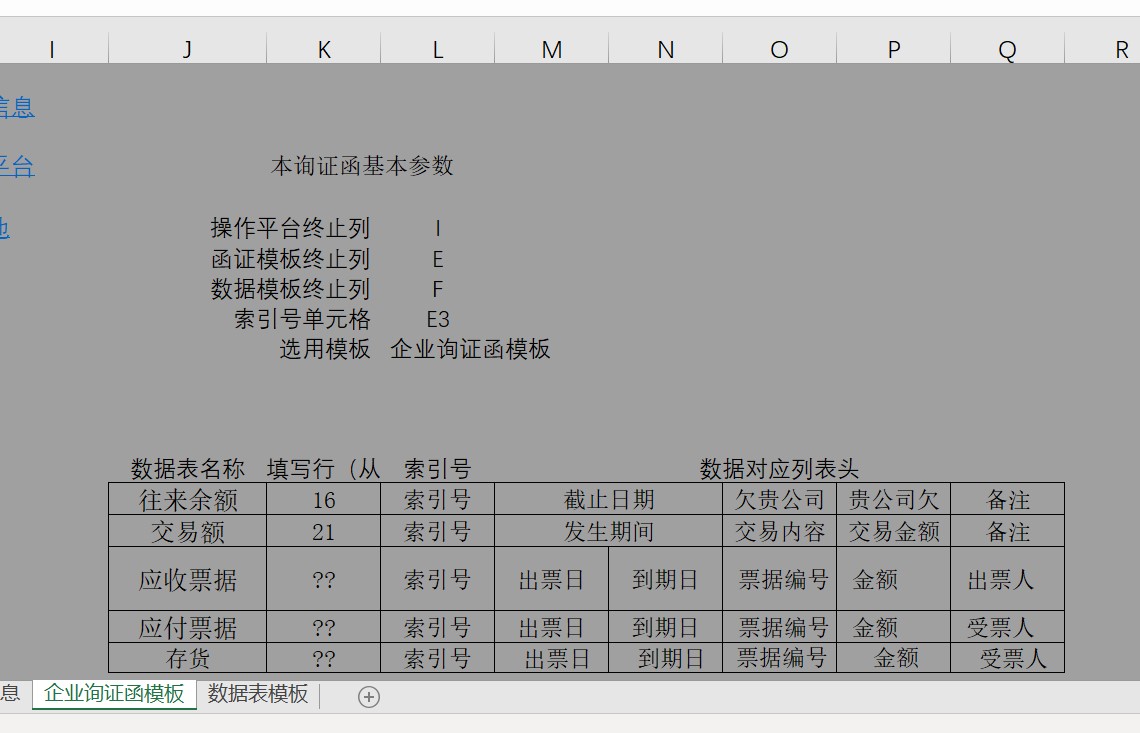 I J K L M N O P Q R
信息
平台
本询证函基本参数
操作平台终止列 I
函证模板终止列 E
数据模板终止列 F
索引号单元格 E3
选用模板 企业询证函模板
数据表名称 填写行（从 索引号 数据对应列表头
往来余额 16 索引号 截止日期 欠贵公司 贵公司欠 备注
交易额 21 索引号 发生期间 交易内容 交易金额 备注
应收票据 ?? 索引号 出票日 到期日 票据编号 金额 出票人
应付票据 ?? 索引号 出票日 到期日 票据编号 金额 受票人
存货 ?? 索引号 出票日 到期日 票据编号 金额 受票人
息 企业询证函模板 数据表模板